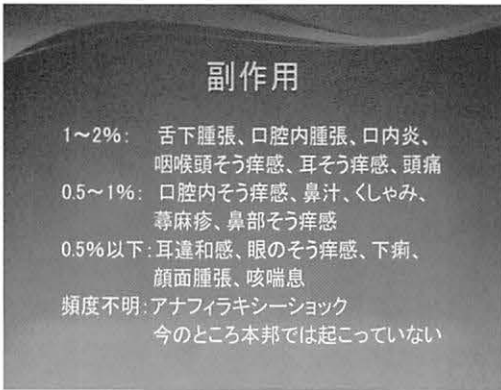 副作用
1～2%： 舌下腫張、口腔内腫張、口内炎、
咽喉頭そう痒感、耳そう痒感、頭痛
0.5～1%： 口腔内そう痒感、鼻汁、くしゃみ、
蕁麻疹、鼻部そう痒感
0.5%以下：耳違和感、眼のそう痒感、下痢、
顔面腫張、咳喘息
頻度不明：アナフィラキシーショック
今のところ本邦では起こっていない